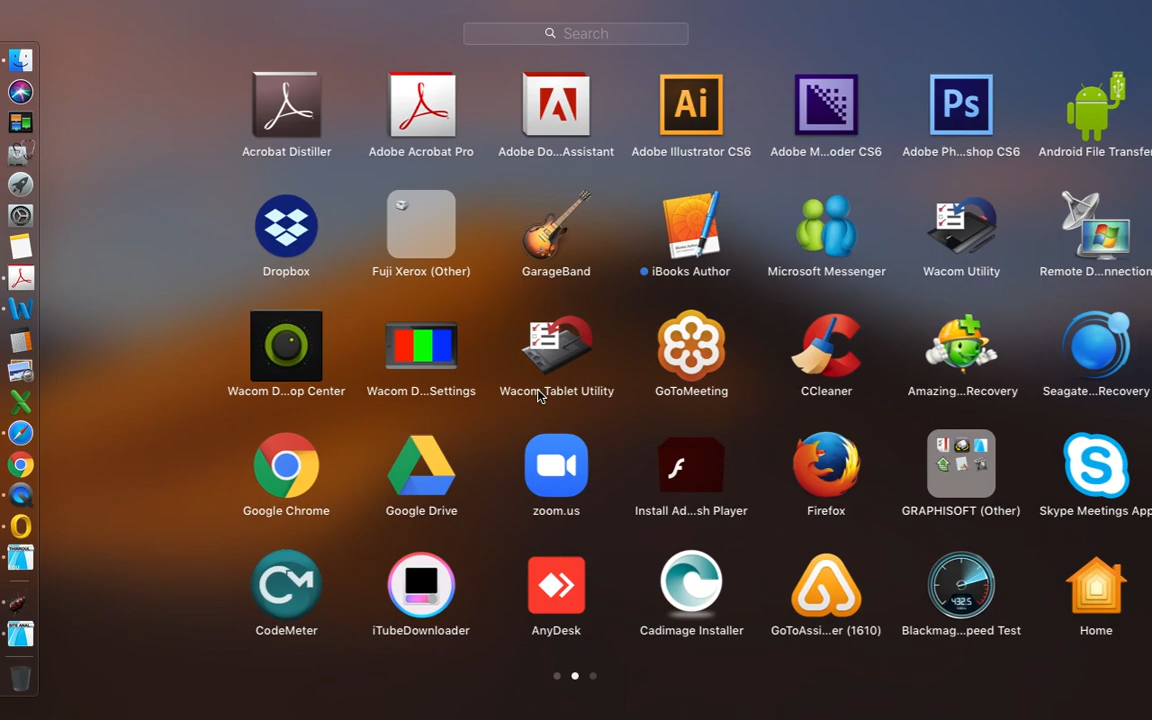 Search
Acrobat Distiller
Adobe Acrobat Pro
Adobe Do...Assistant
Adobe Illustrator CS6
Adobe M...oder CS6
Adobe Ph...shop CS6
Android File Transfer
Ai
Ps
Dropbox
Fuji Xerox (Other)
GarageBand
iBooks Author
Microsoft Messenger
Wacom Utility
Remote D...nnection
Wacom D...op Center
Wacom D...Settings
Wacom Tablet Utility
GoToMeeting
CCleaner
Amazing...Recovery
Seagate...Recovery
Google Chrome
Google Drive
zoom.us
Install Ad...sh Player
Firefox
GRAPHISOFT (Other)
Skype Meetings App
CodeMeter
iTubeDownloader
AnyDesk
Cadimage Installer
GoToAssi...er (1610)
Blackmag...peed Test
Home